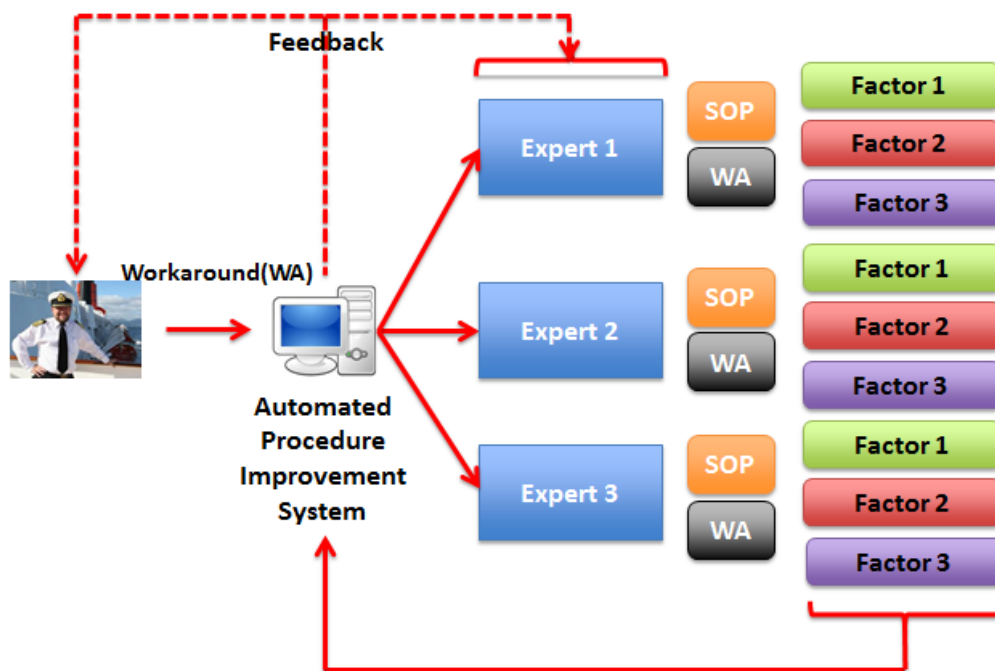 Feedback
Factor 1
SOP
Expert 1
Factor 2
WA
Factor 3
Workaround(WA)
Factor 1
SOP
Expert 2
Factor 2
WA
Factor 3
Automated
Procedure
Improvement
System
Factor 1
SOP
Expert 3
Factor 2
WA
Factor 3